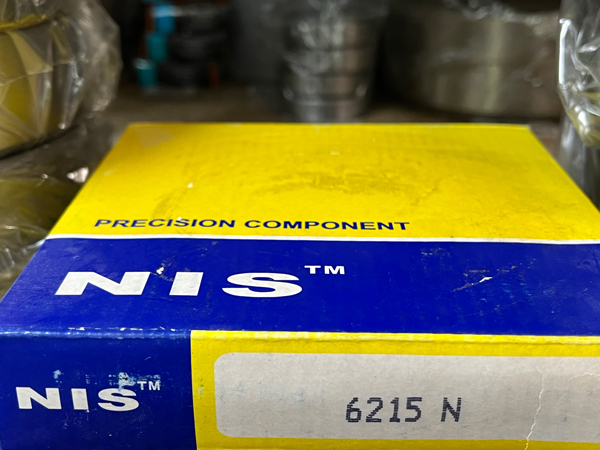 PRECISION COMPONENT
NIS™
NIS™
6215 N